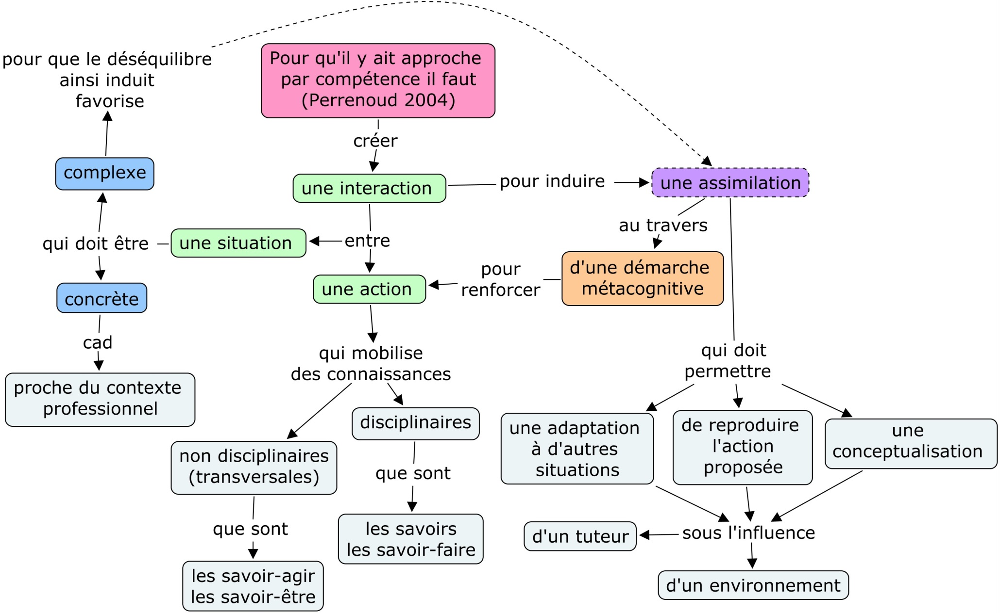 pour que le déséquilibre
ainsi induit
favorise
Pour qu'il y ait approche
par compétence il faut
(Perrenoud 2004)
créer
complexe
une interaction
pour induire
une assimilation
au travers
qui doit être
une situation
entre
d'une démarche
métacognitive
pour
renforcer
une action
concrète
cad
proche du contexte
professionnel
qui mobilise
des connaissances
qui doit
permettre
non disciplinaires
(transversales)
disciplinaires
une adaptation
à d'autres
situations
de reproduire
l'action
proposée
une
conceptualisation
que sont
que sont
les savoir-agir
les savoir-être
les savoirs
les savoir-faire
sous l'influence
d'un tuteur
d'un environnement